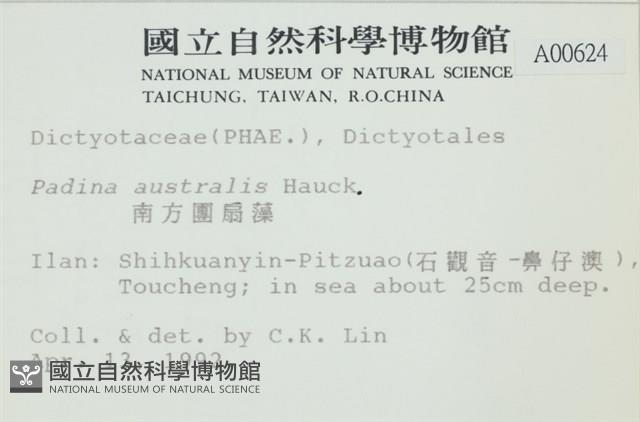 國立自然科學博物館
A00624
NATIONAL MUSEUM OF NATURAL SCIENCE
TAICHUNG, TAIWAN, R.O.CHINA
Dictyotaceae(PHAE.), Dictyotales
Padina australis Hauck.
南方團扇藻
Ilan: Shihkuanyin-Pitzuao(石觀音-鼻仔澳),
Toucheng; in sea about 25cm deep.
Coll. & det. by C.K. Lin
Apr. 13, 1992
國立自然科學博物館
NATIONAL MUSEUM OF NATURAL SCIENCE